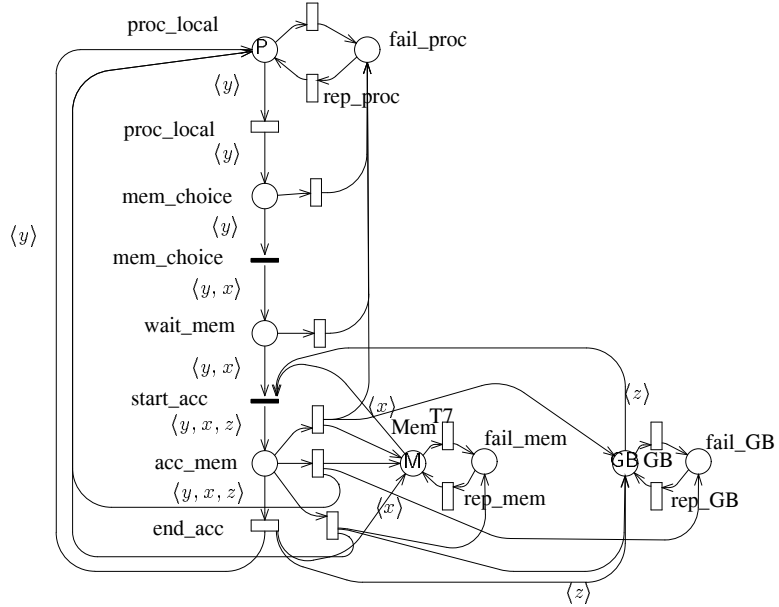 proc_local
P
fail_proc
⟨y⟩
rep_proc
proc_local
⟨y⟩
mem_choice
⟨y⟩
⟨y⟩
mem_choice
⟨y, x⟩
wait_mem
⟨y, x⟩
start_acc
⟨z⟩
⟨x⟩
⟨y, x, z⟩
Mem
T7
fail_mem
fail_GB
acc_mem
M
GB
GB
⟨y, x, z⟩
rep_mem
rep_GB
⟨x⟩
end_acc
⟨z⟩